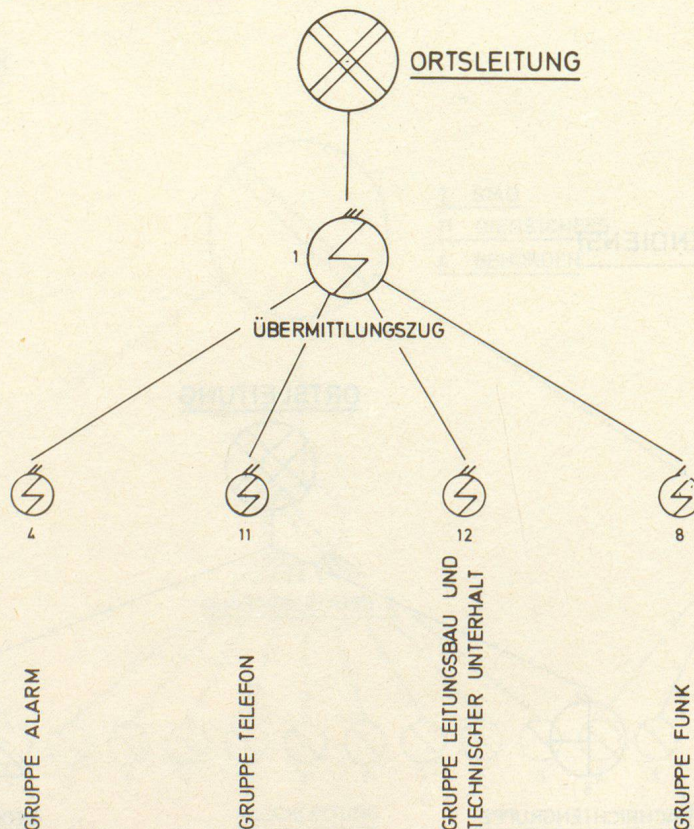 ORTSLEITUNG
1
ÜBERMITTLUNGSZUG
4
11
12
8
GRUPPE ALARM
GRUPPE TELEFON
GRUPPE LEITUNGSBAU UND
TECHNISCHER UNTERHALT
GRUPPE FUNK